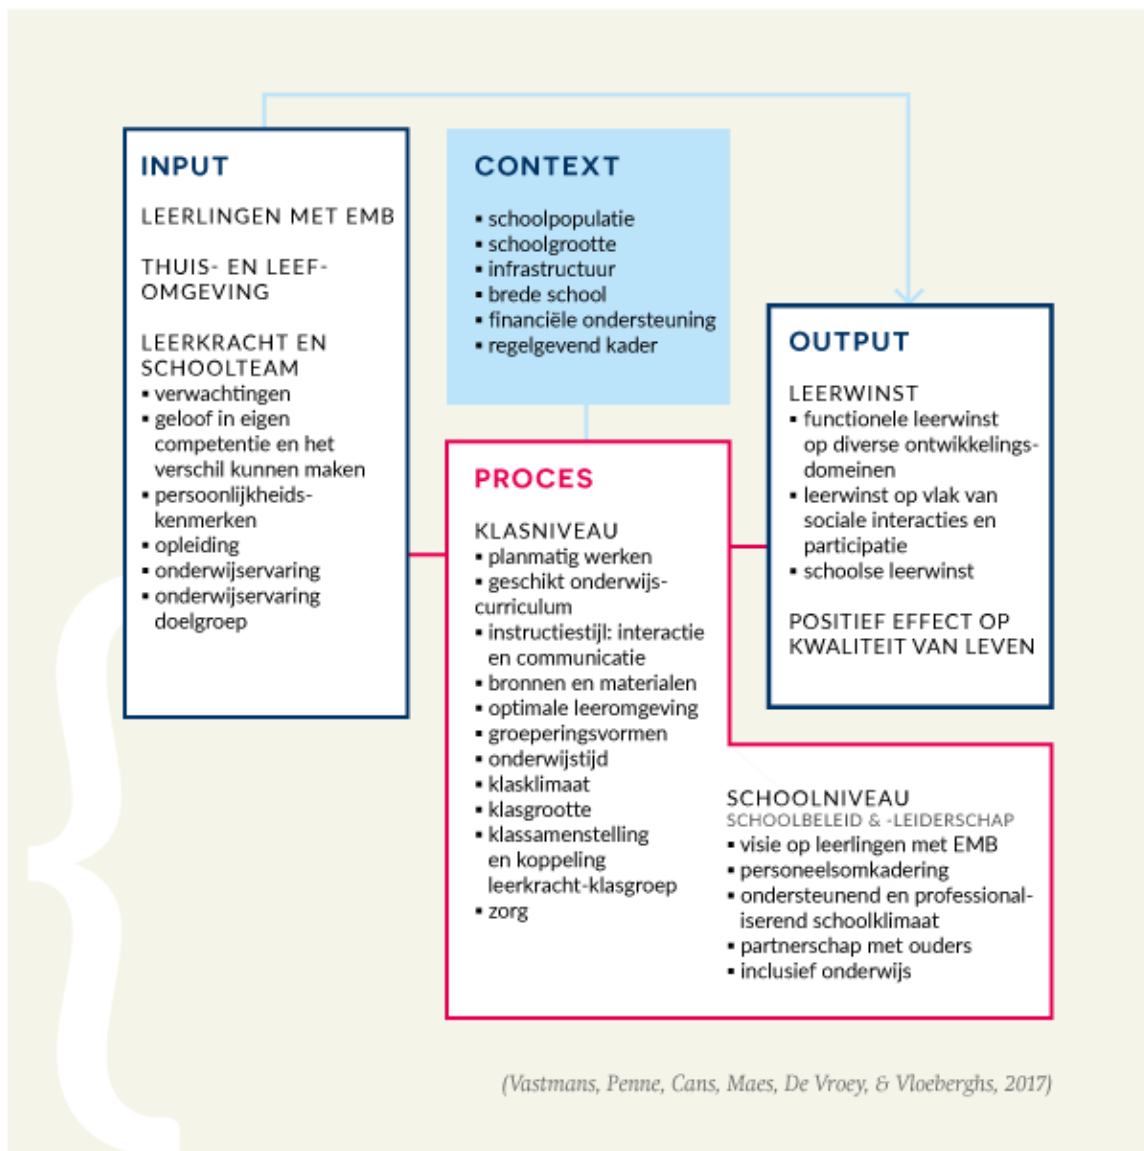 INPUT
LEERLINGEN MET EMB
THUIS- EN LEEF-
OMGEVING
LEERKRACHT EN
SCHOOLTEAM
▪ verwachtingen
▪ geloof in eigen
competentie en het
verschil kunnen maken
▪ persoonlijkheids-
kenmerken
▪ opleiding
▪ onderwijservaring
▪ onderwijservaring
doelgroep
CONTEXT
▪ schoolpopulatie
▪ schoolgrootte
▪ infrastructuur
▪ brede school
▪ financiële ondersteuning
▪ regelgevend kader
PROCES
KLASNIVEAU
▪ planmatig werken
▪ geschikt onderwijs-
curriculum
▪ instructiestijl: interactie
en communicatie
▪ bronnen en materialen
▪ optimale leeromgeving
▪ groeperingsvormen
▪ onderwijstijd
▪ klasklimaat
▪ klasgrootte
▪ klassamenstelling
en koppeling
leerkracht-klasgroep
▪ zorg
SCHOOLNIVEAU
SCHOOLBELEID & -LEIDERSCHAP
▪ visie op leerlingen met EMB
▪ personeelsomkadering
▪ ondersteunend en professional-
iserend schoolklimaat
▪ partnerschap met ouders
▪ inclusief onderwijs
OUTPUT
LEERWINST
▪ functionele leerwinst
op diverse ontwikkelings-
domeinen
▪ leerwinst op vlak van
sociale interacties en
participatie
▪ schoolse leerwinst
POSITIEF EFFECT OP
KWALITEIT VAN LEVEN
(Vastmans, Penne, Cans, Maes, De Vroey, & Vloeberghs, 2017)